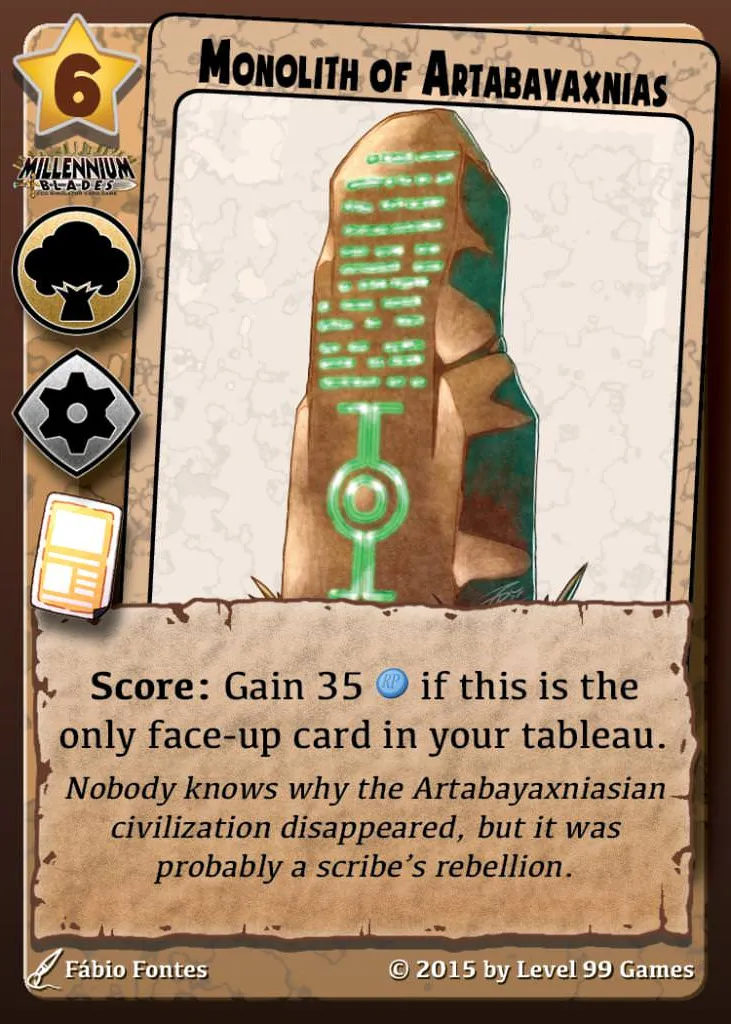 6
Monolith of Artabayaxnias
MILLENNIUM
BLADES
Score: Gain 35 RP if this is the
only face-up card in your tableau.
Nobody knows why the Artabayaxniasian
civilization disappeared, but it was
probably a scribe's rebellion.
Fábio Fontes
© 2015 by Level 99 Games